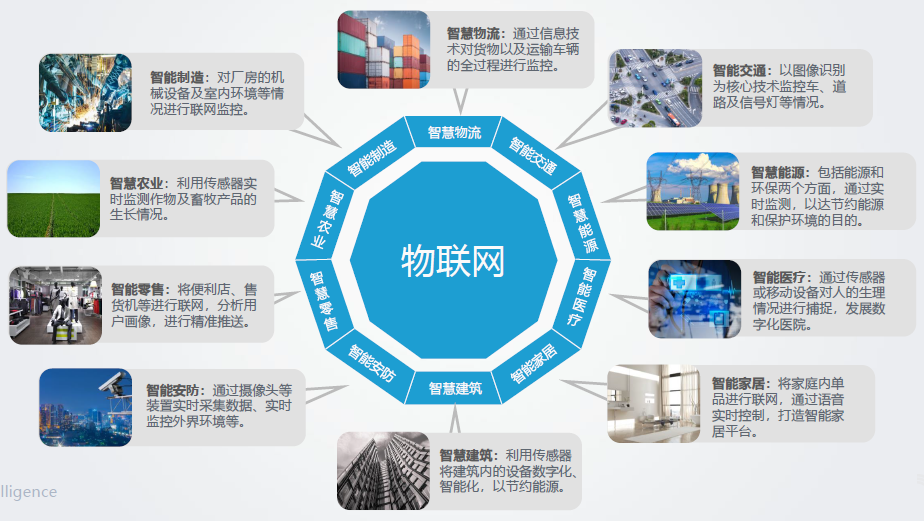 智慧物流：通过信息技
术对货物以及运输车辆
的全过程进行监控。
智能制造：对厂房的机
械设备及室内环境等情
况进行联网监控。
智能交通：以图像识别
为核心技术监控车、道
路及信号灯等情况。
智慧农业：利用传感器实
时监测作物及畜牧产品的
生长情况。
智慧能源：包括能源和
环保两个方面，通过实
时监测，以达节约能源
和保护环境的目的。
智能零售：将便利店、售
货机等进行联网，分析用
户画像，进行精准推送。
智能医疗：通过传感器
或移动设备对人的生理
情况进行捕捉，发展数
字化医院。
智能安防：通过摄像头等
装置实时采集数据、实时
监控外界环境等。
智能家居：将家庭内单
品进行联网，通过语音
实时控制，打造智能家
居平台。
智慧建筑：利用传感器
将建筑内的设备数字化、
智能化，以节约能源。
智慧物流
智能交通
智慧能源
智能医疗
智能家居
智慧建筑
智能安防
智慧零售
智慧农业
智能制造
物联网
lligence